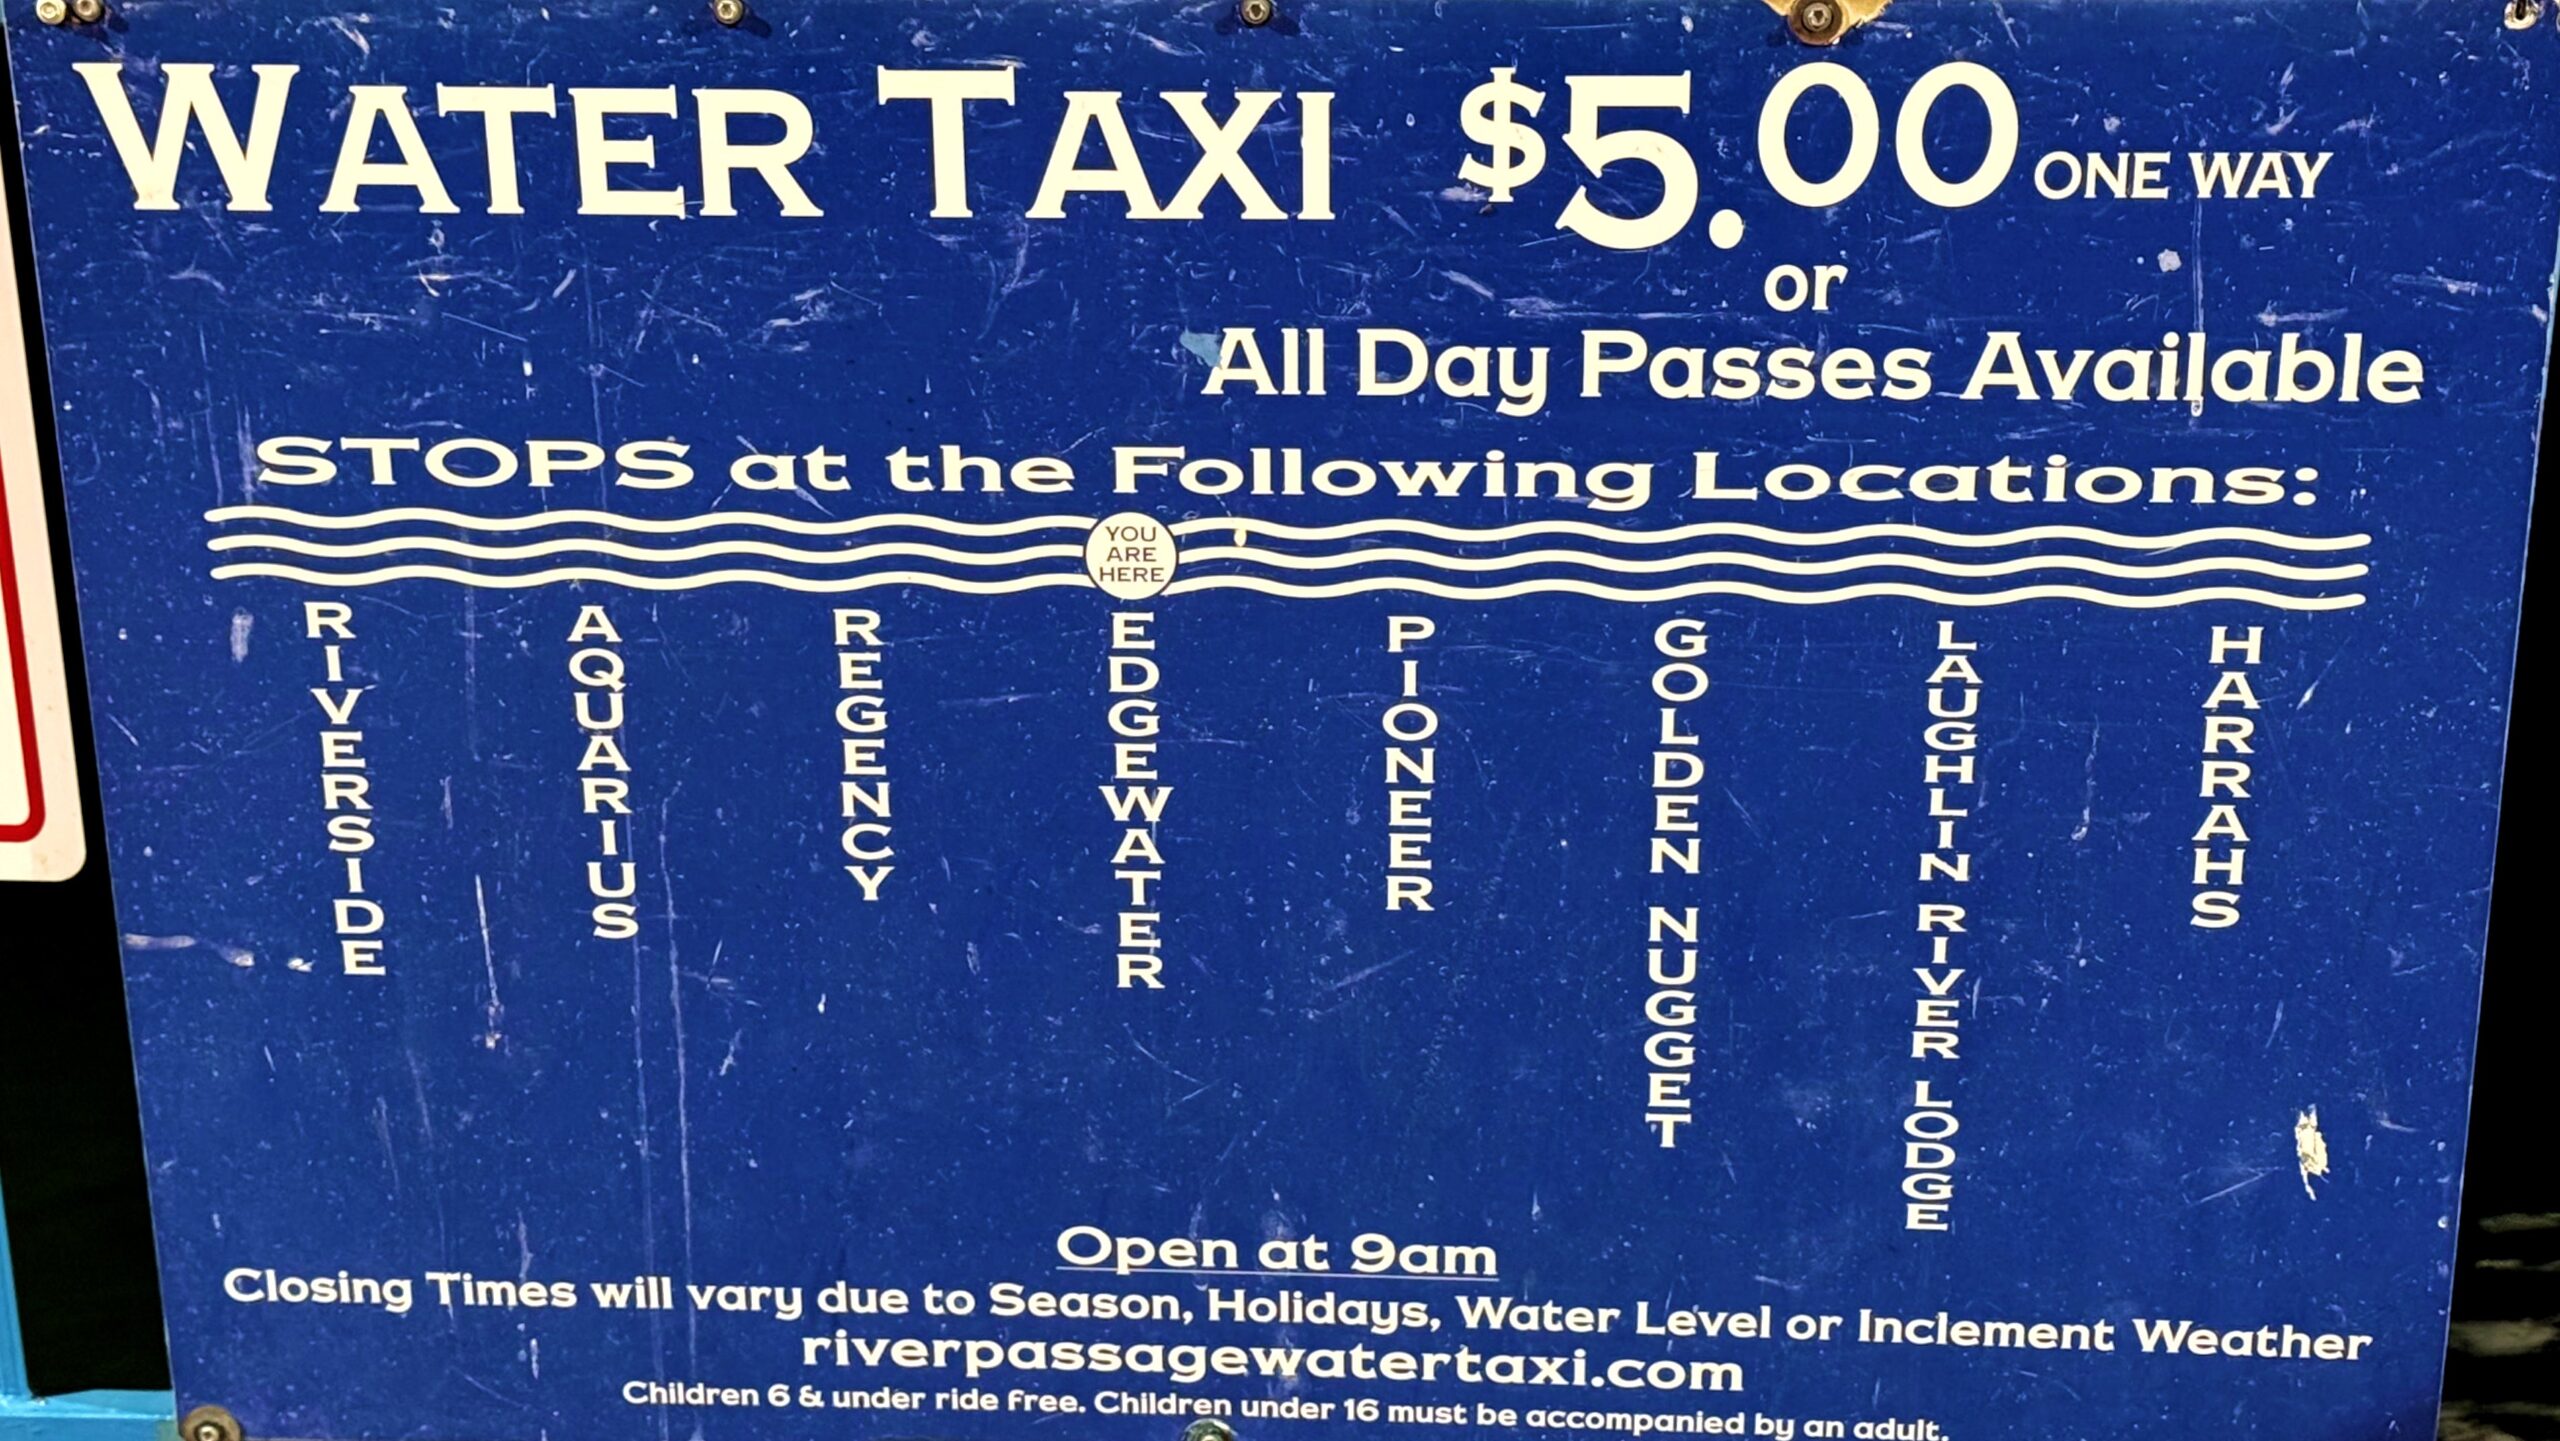 WATER TAXI $5.00 ONE WAY
or
All Day Passes Available
STOPS at the Following Locations:
YOU
ARE
HERE
RIVERSIDE
AQUARIUS
REGENCY
EDGEWATER
PIONEER
GOLDEN NUGGET
LAUGHLIN RIVER LODGE
HARRAHS
Open at 9am
Closing Times will vary due to Season, Holidays, Water Level or Inclement Weather
riverpassagewatertaxi.com
Children 6 & under ride free. Children under 16 must be accompanied by an adult.